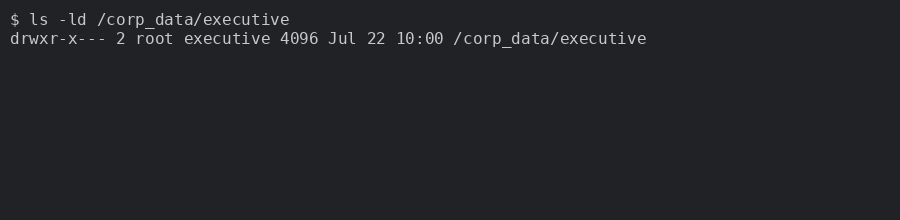 $ ls -ld /corp_data/executive
drwxr-x--- 2 root executive 4096 Jul 22 10:00 /corp_data/executive